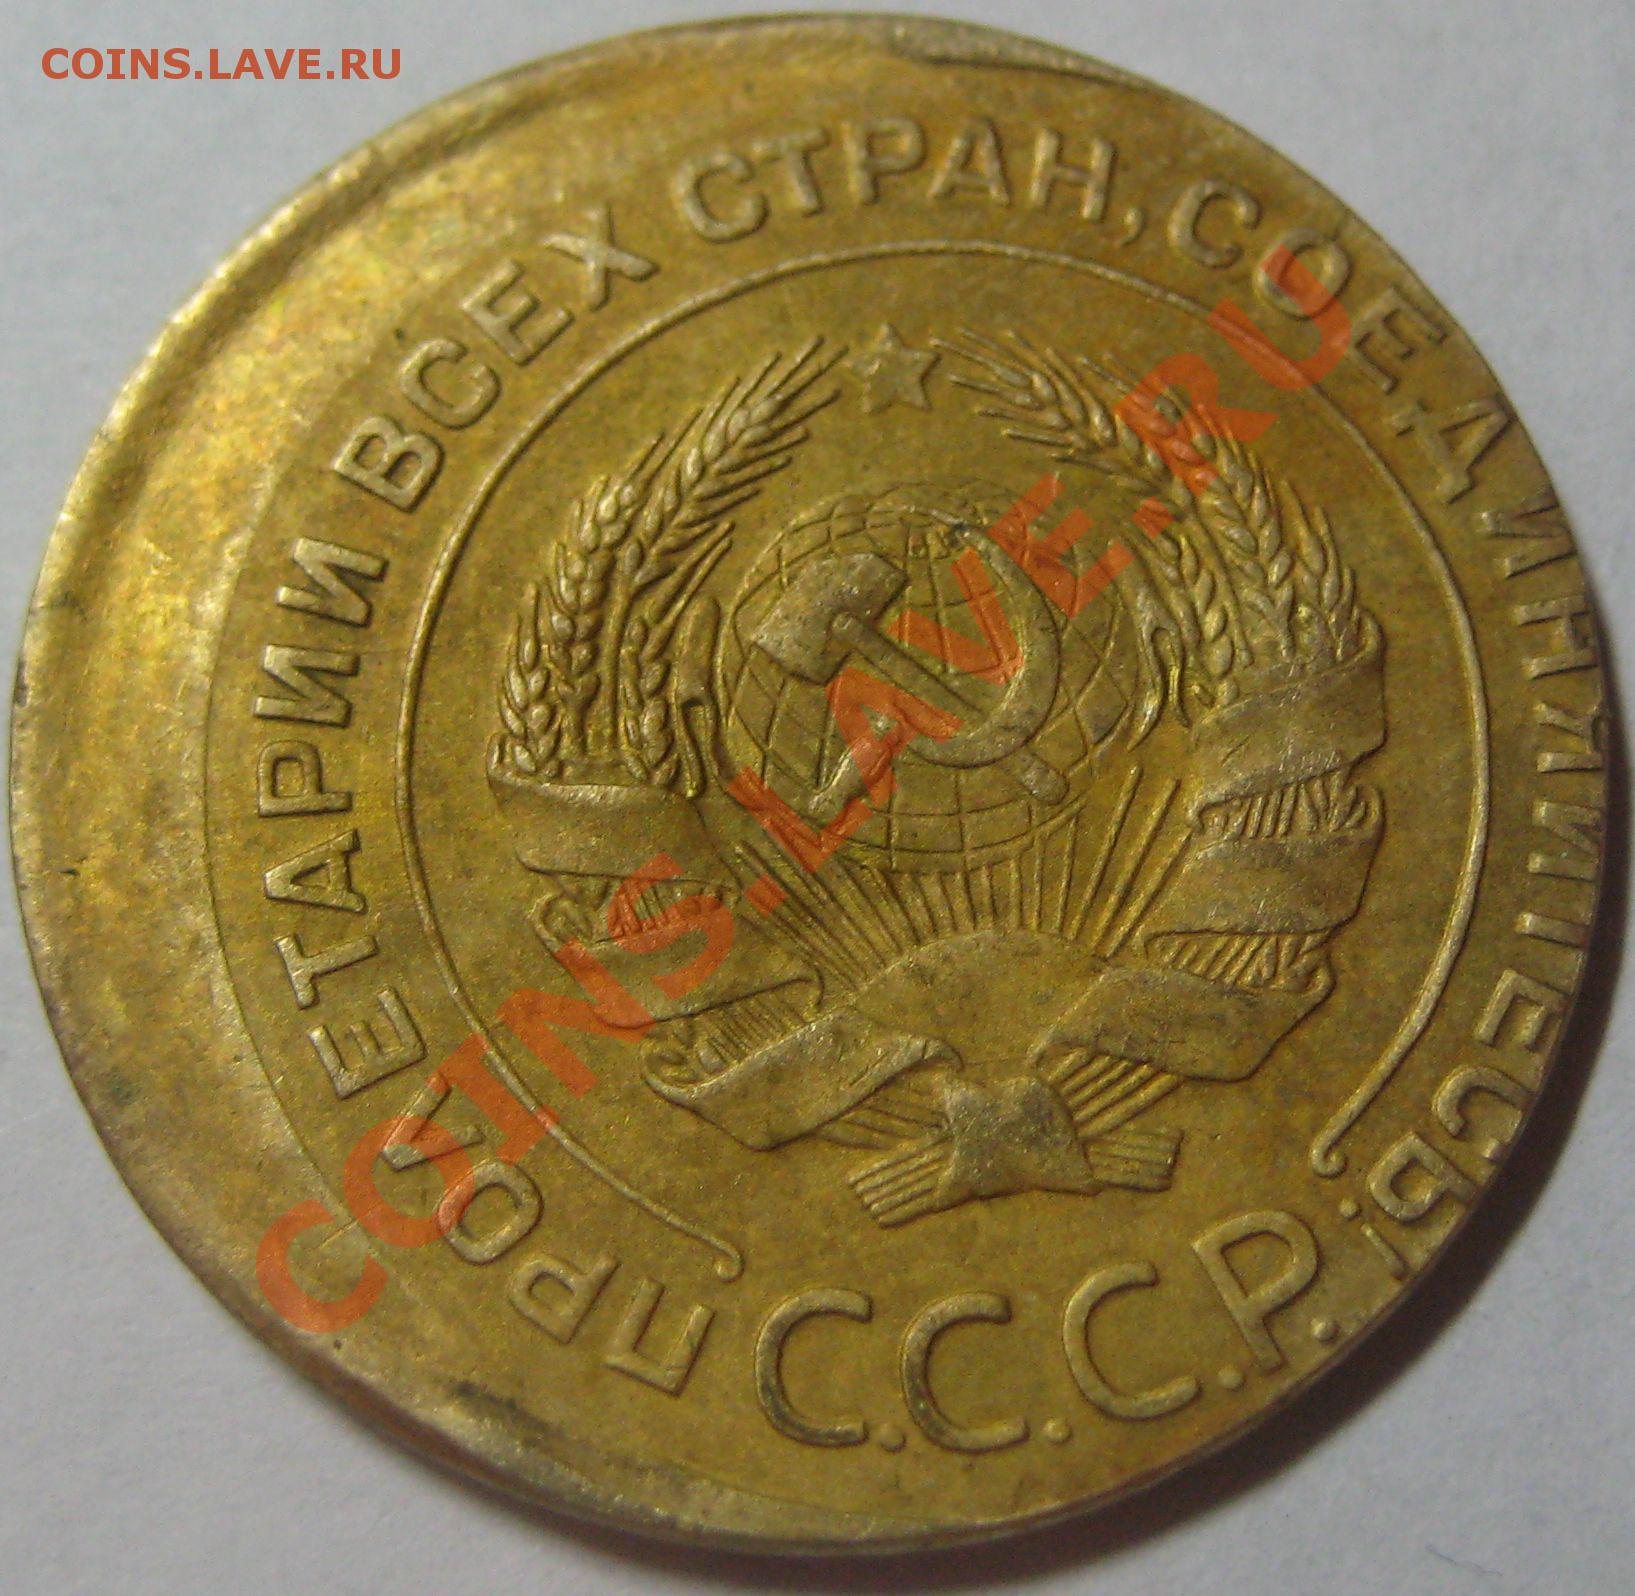 COINS.LAVE.RU
ПРОЛЕТАРИИ ВСЕХ СТРАН, СОЕДИНЯЙТЕСЬ!
С.С.С.Р.
COINS.LAVE.RU